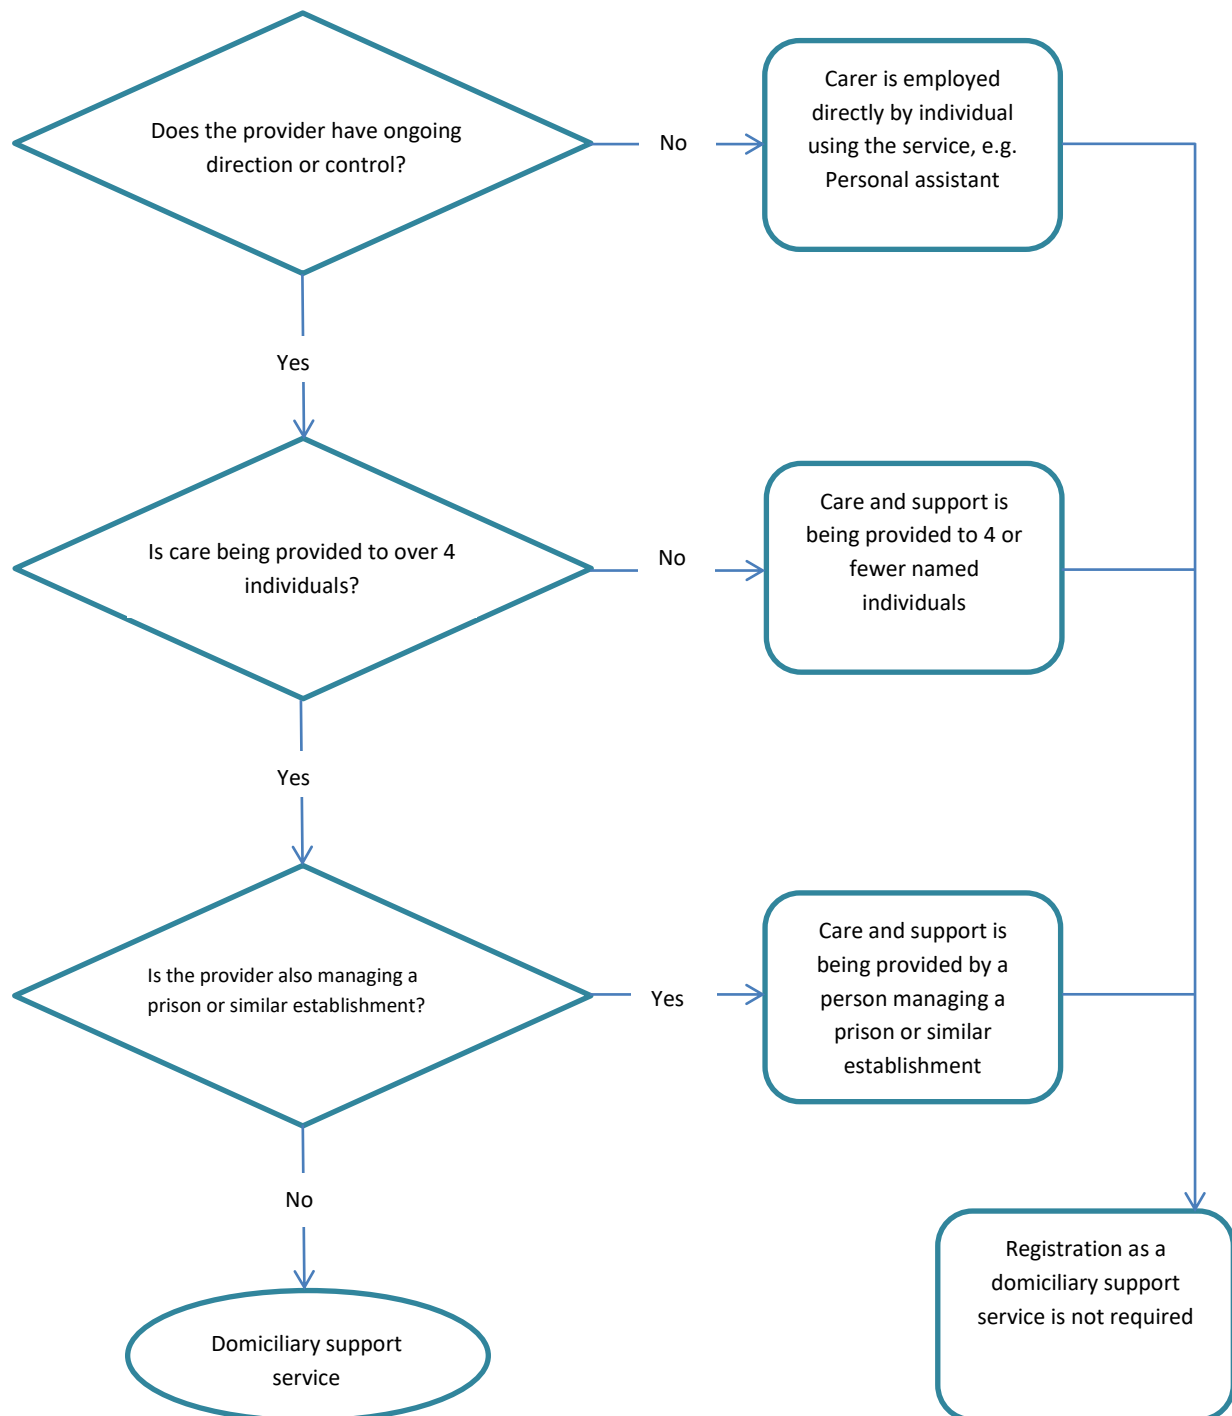 Does the provider have ongoing
direction or control?
No
Carer is employed
directly by individual
using the service, e.g.
Personal assistant
Yes
Is care being provided to over 4
individuals?
No
Care and support is
being provided to 4 or
fewer named
individuals
Yes
Is the provider also managing a
prison or similar establishment?
Yes
Care and support is
being provided by a
person managing a
prison or similar
establishment
No
Domiciliary support
service
Registration as a
domiciliary support
service is not required